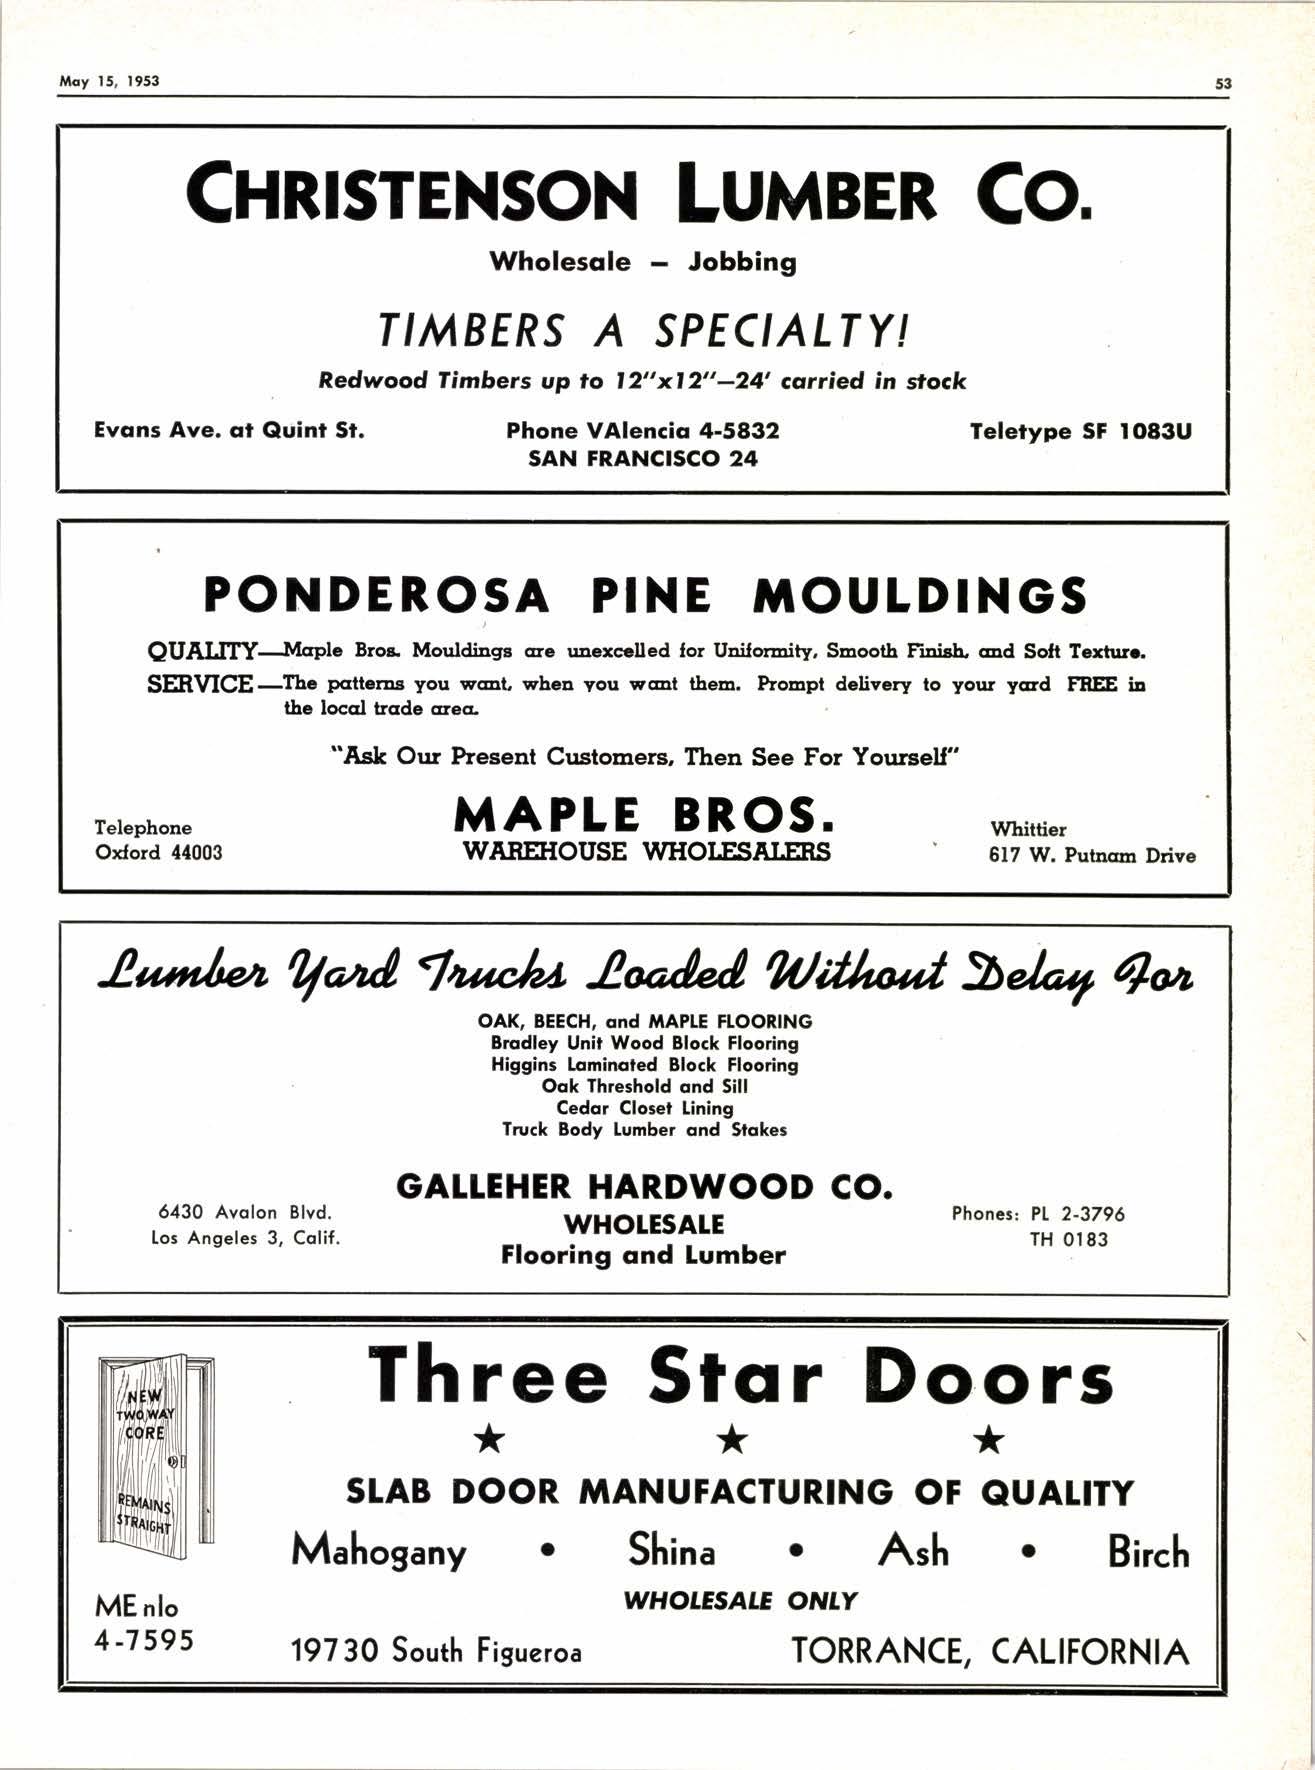 May 15, 1953 53
CHRISTENSON LUMBER CO.
Wholesale – Jobbing
TIMBERS A SPECIALTY!
Redwood Timbers up to 12"x12"—24' carried in stock
Evans Ave. at Quint St. Phone VAlencia 4-5832 Teletype SF 1083U
SAN FRANCISCO 24
PONDEROSA PINE MOULDINGS
QUALITY—Maple Bros. Mouldings are unexcelled for Uniformity, Smooth Finish, and Soft Texture.
SERVICE—The patterns you want, when you want them. Prompt delivery to your yard FREE in
the local trade area.
"Ask Our Present Customers, Then See For Yourself"
MAPLE BROS.
WAREHOUSE WHOLESALERS
Telephone
Oxford 44003
Whittier
617 W. Putnam Drive
Lumber Yard Trucks Loaded Without Delay For
OAK, BEECH, and MAPLE FLOORING
Bradley Unit Wood Block Flooring
Higgins Laminated Block Flooring
Oak Threshold and Sill
Cedar Closet Lining
Truck Body Lumber and Stakes
GALLEHER HARDWOOD CO.
WHOLESALE
Flooring and Lumber
6430 Avalon Blvd.
Los Angeles 3, Calif.
Phones: PL 2-3796
TH 0183
Three Star Doors
★ ★ ★
NEW
TWO WAY
CORE
REMAINS
STRAIGHT
SLAB DOOR MANUFACTURING OF QUALITY
Mahogany • Shina • Ash • Birch
WHOLESALE ONLY
MEnlo
4-7595
19730 South Figueroa TORRANCE, CALIFORNIA